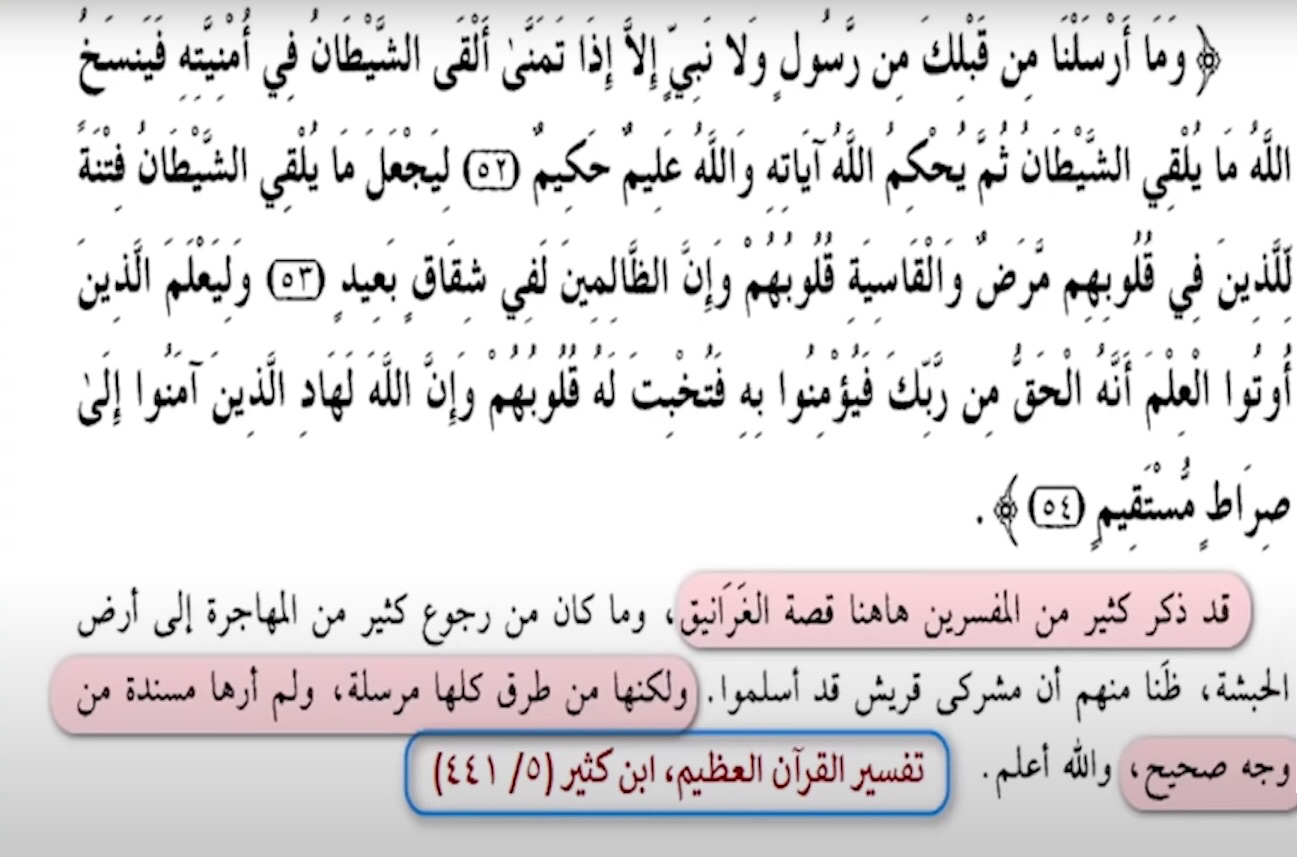 ﴿ وَمَا أَرْسَلْنَا مِن قَبْلِكَ مِن رَّسُولٍ وَلا نَبِيٍّ إِلاَّ إِذَا تَمَنَّىٰ أَلْقَى الشَّيْطَانُ فِي أُمْنِيَّتِهِ فَيَنسَخُ
اللَّهُ مَا يُلْقِي الشَّيْطَانُ ثُمَّ يُحْكِمُ اللَّهُ آيَاتِهِ وَاللَّهُ عَلِيمٌ حَكِيمٌ (٥٢) لِيَجْعَلَ مَا يُلْقِي الشَّيْطَانُ فِتْنَةً
لِّلَّذِينَ فِي قُلُوبِهِم مَّرَضٌ وَالْقَاسِيَةِ قُلُوبُهُمْ وَإِنَّ الظَّالِمِينَ لَفِي شِقَاقٍ بَعِيدٍ (٥٣) وَلِيَعْلَمَ الَّذِينَ
أُوتُوا الْعِلْمَ أَنَّهُ الْحَقُّ مِن رَّبِّكَ فَيُؤْمِنُوا بِهِ فَتُخْبِتَ لَهُ قُلُوبُهُمْ وَإِنَّ اللَّهَ لَهَادِ الَّذِينَ آمَنُوا إِلَىٰ
صِرَاطٍ مُّسْتَقِيمٍ (٥٤) ﴾ .
قد ذكر كثير من المفسرين هاهنا قصة الغَرَانيق، وما كان من رجوع كثير من المهاجرة إلى أرض
الحبشة، ظَنا منهم أن مشركى قريش قد أسلموا. ولكنها من طرق كلها مرسلة، ولم أرها مسندة من
وجه صحيح، والله أعلم.
تفسير القرآن العظيم، ابن كثير (٥/ ٤٤١)